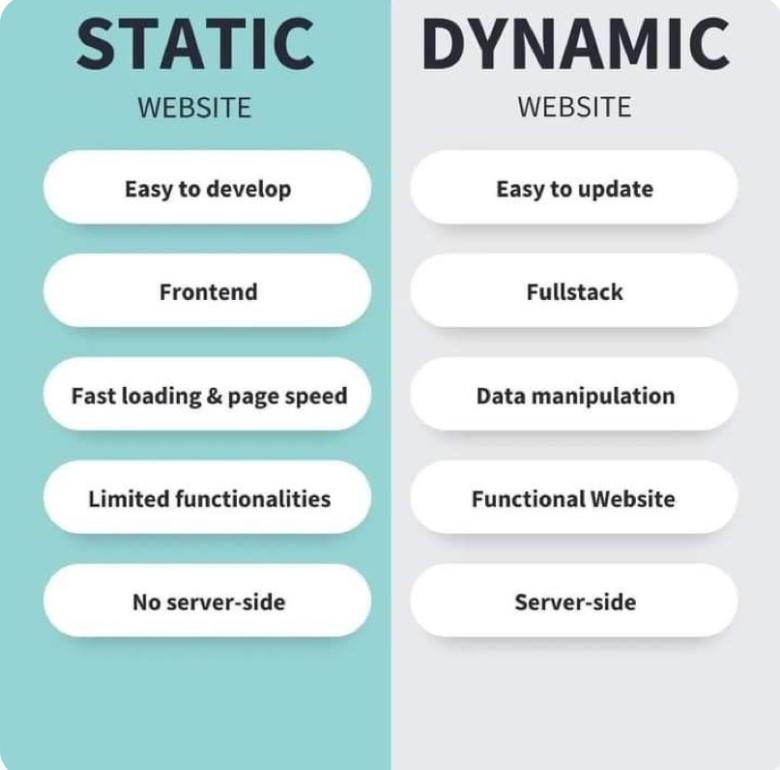 STATIC
WEBSITE
Easy to develop
Frontend
Fast loading & page speed
Limited functionalities
No server-side
DYNAMIC
WEBSITE
Easy to update
Fullstack
Data manipulation
Functional Website
Server-side